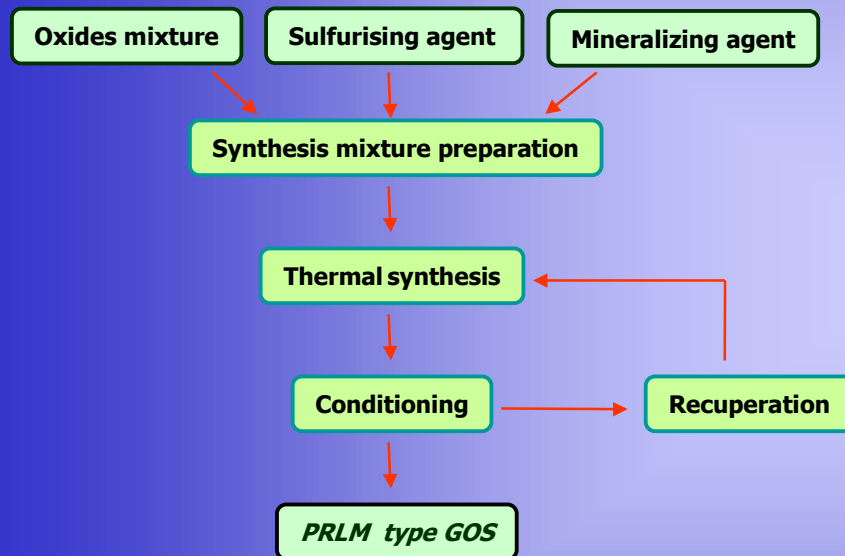 Oxides mixture
Sulfurising agent
Mineralizing agent
Synthesis mixture preparation
Thermal synthesis
Conditioning
Recuperation
PRLM type GOS